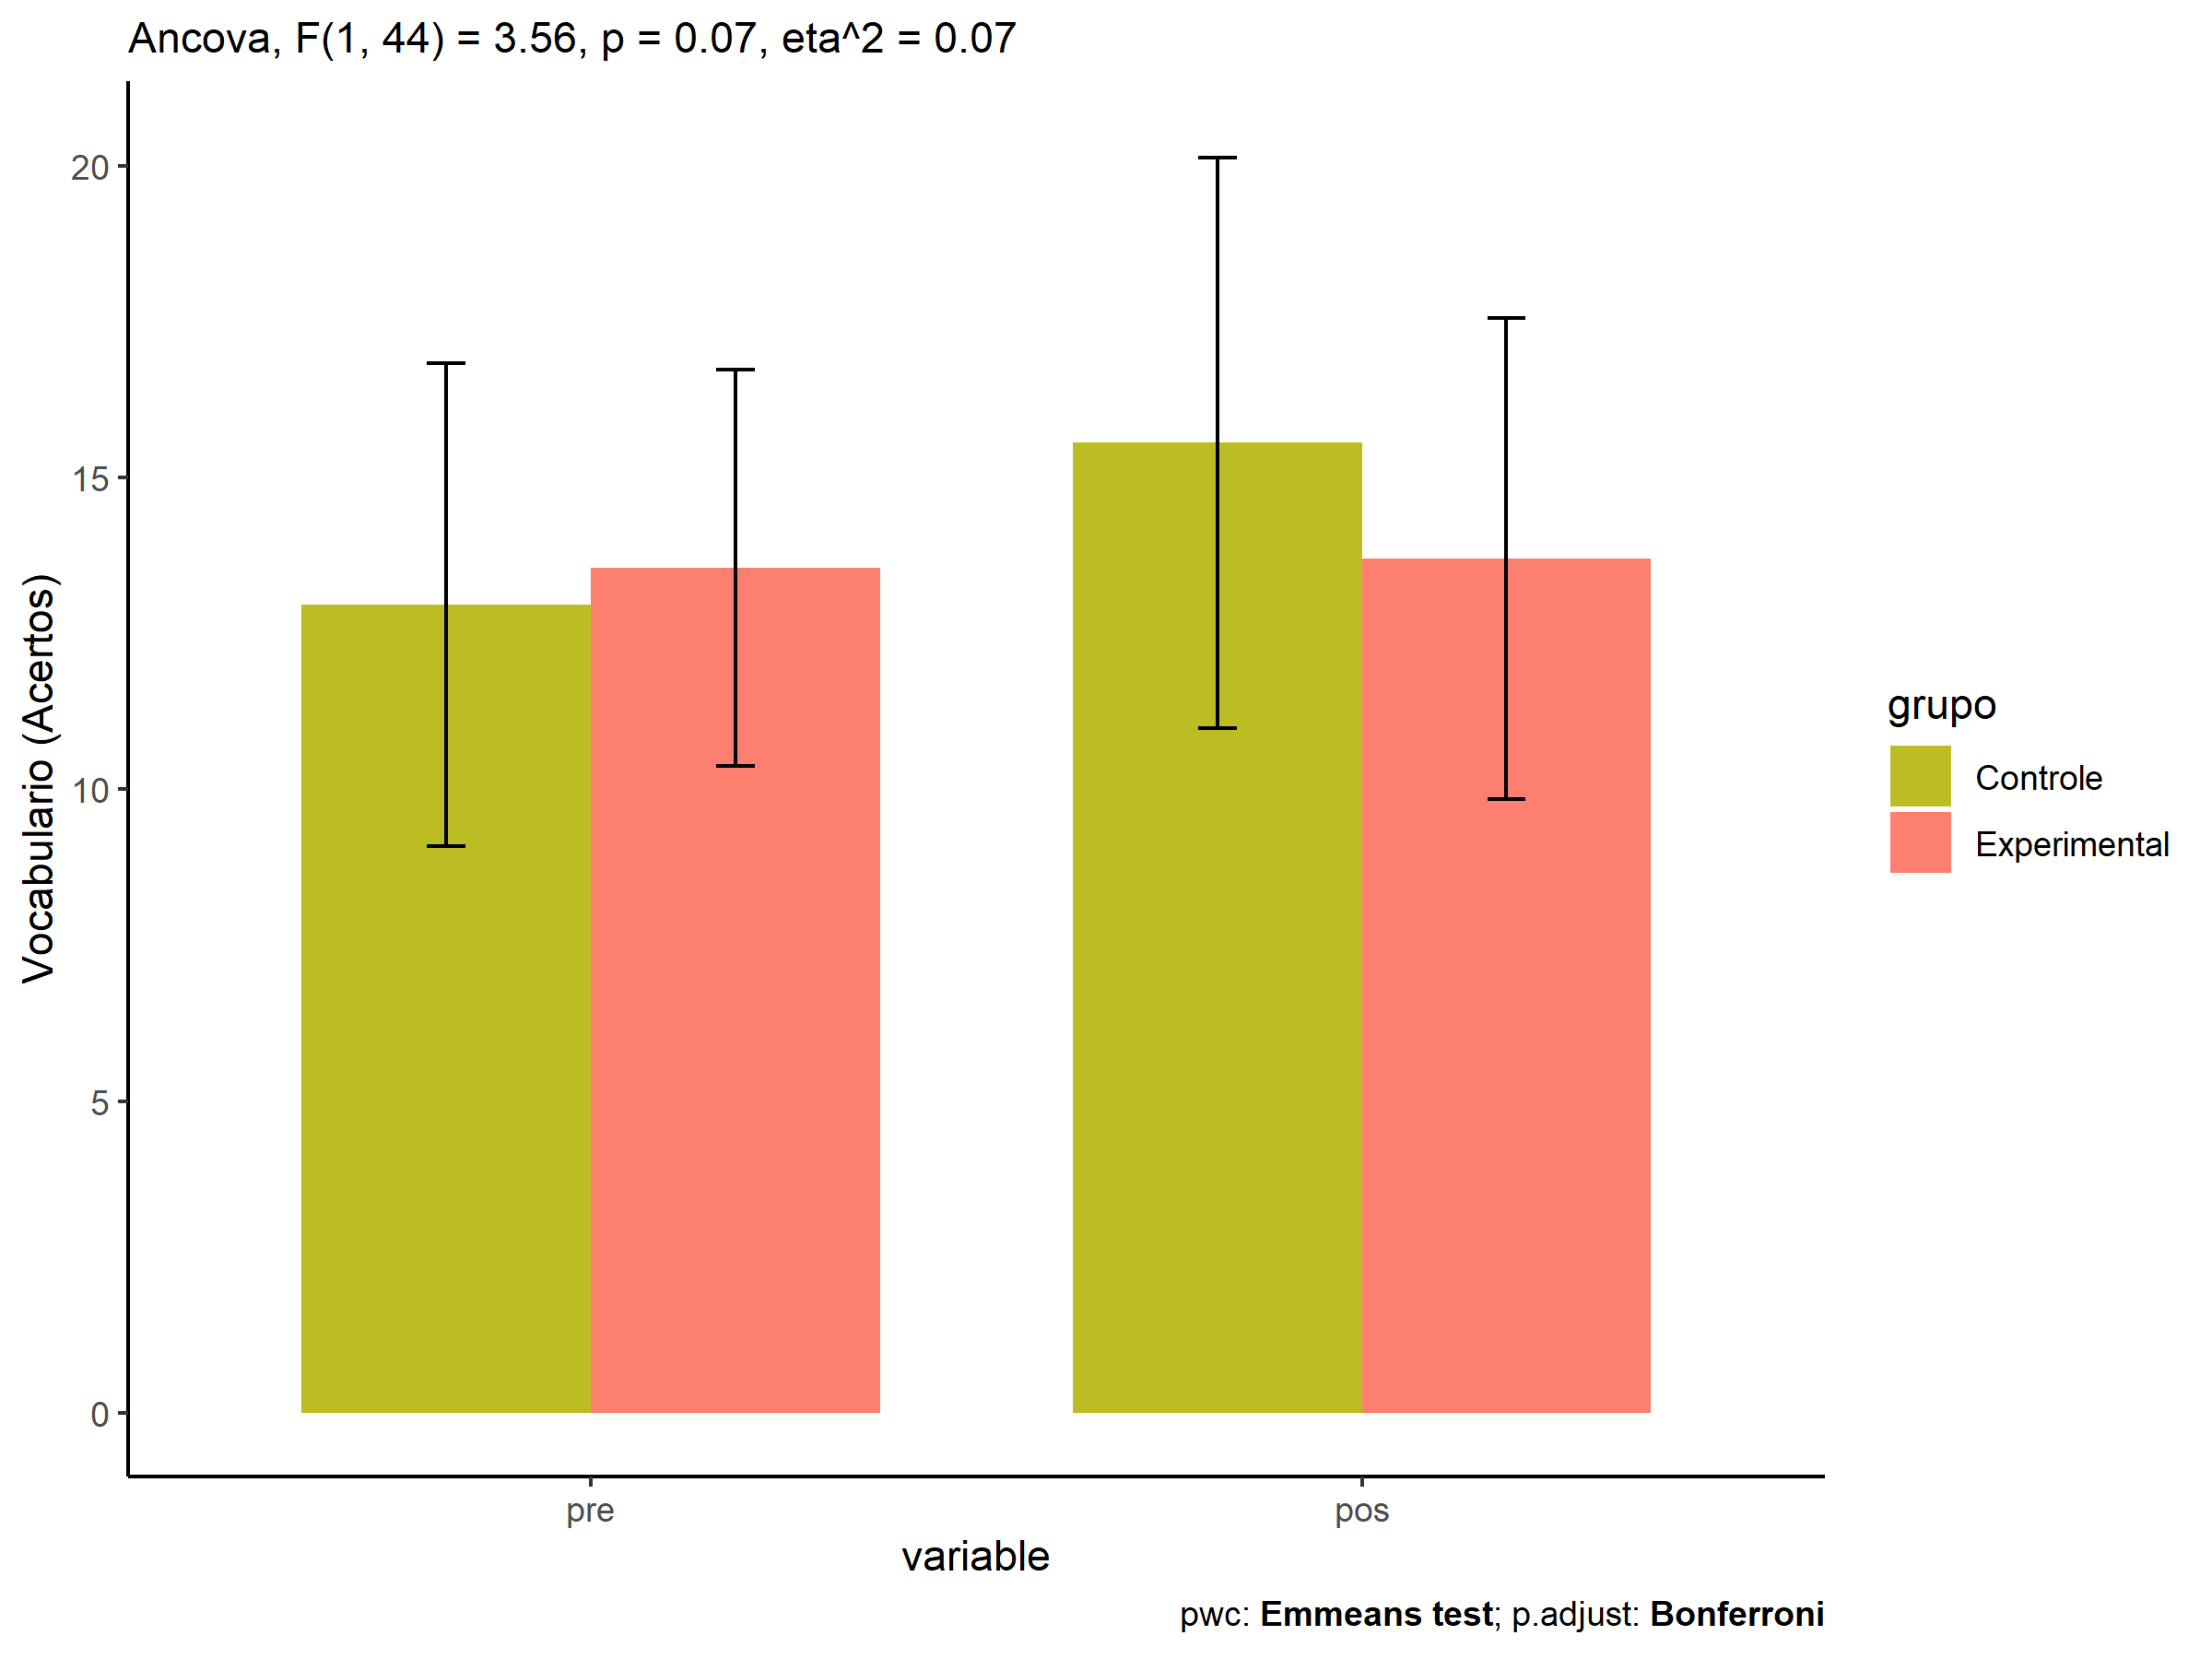 Ancova, F(1, 44) = 3.56, p = 0.07, eta^2 = 0.07
Vocabulario (Acertos)
20
15
10
5
0
pre
pos
variable
grupo
Controle
Experimental
pwc: Emmeans test; p.adjust: Bonferroni